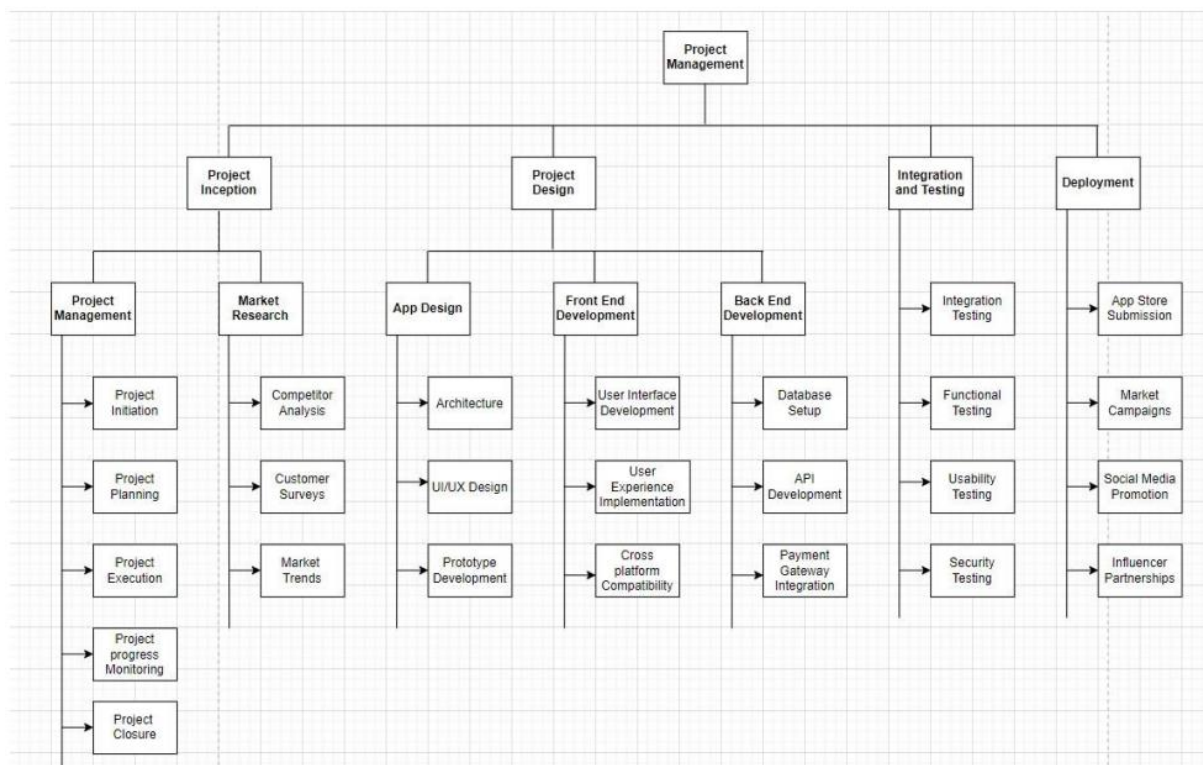 Project
Management
Project
Inception
Project
Design
Integration
and Testing
Deployment
Project
Management
Market
Research
App Design
Front End
Development
Back End
Development
Integration
Testing
App Store
Submission
Project
Initiation
Competitor
Analysis
Architecture
User Interface
Development
Database
Setup
Functional
Testing
Market
Campaigns
Project
Planning
Customer
Surveys
UI/UX Design
User
Experience
Implementation
API
Development
Usability
Testing
Social Media
Promotion
Project
Execution
Market
Trends
Prototype
Development
Cross
platform
Compatibility
Payment
Gateway
Integration
Security
Testing
Influencer
Partnerships
Project
progress
Monitoring
Project
Closure